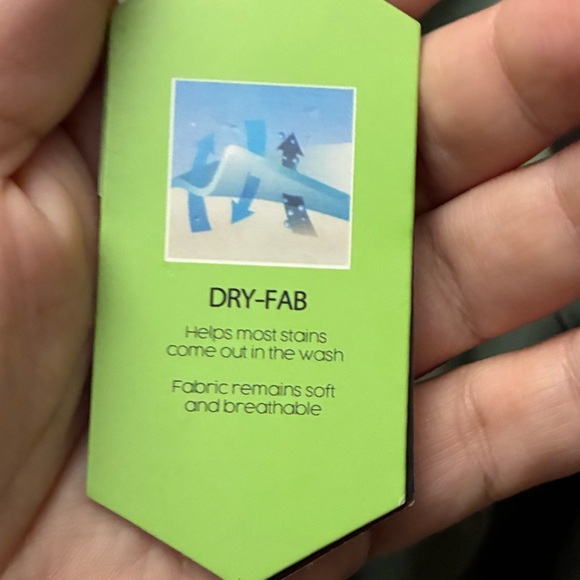 DRY-FAB
Helps most stains
come out in the wash
Fabric remains soft
and breathable